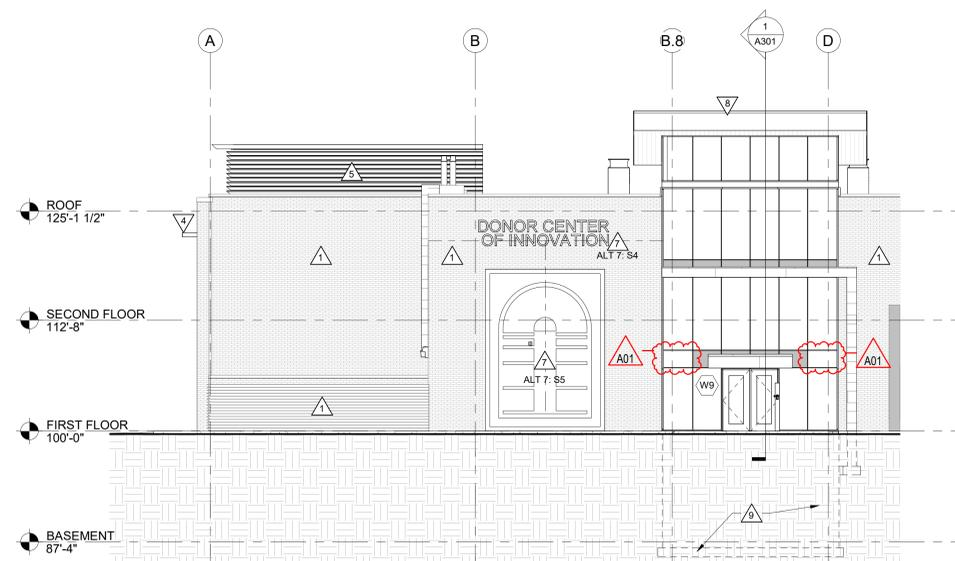 A
B
B.8
D
1
A301
8
5
ROOF
125'-1 1/2"
4
DONOR CENTER
OF INNOVATION
7
ALT 7: S4
1
1
1
SECOND FLOOR
112'-8"
A01
A01
7
ALT 7: S5
W9
1
FIRST FLOOR
100'-0"
9
BASEMENT
87'-4"